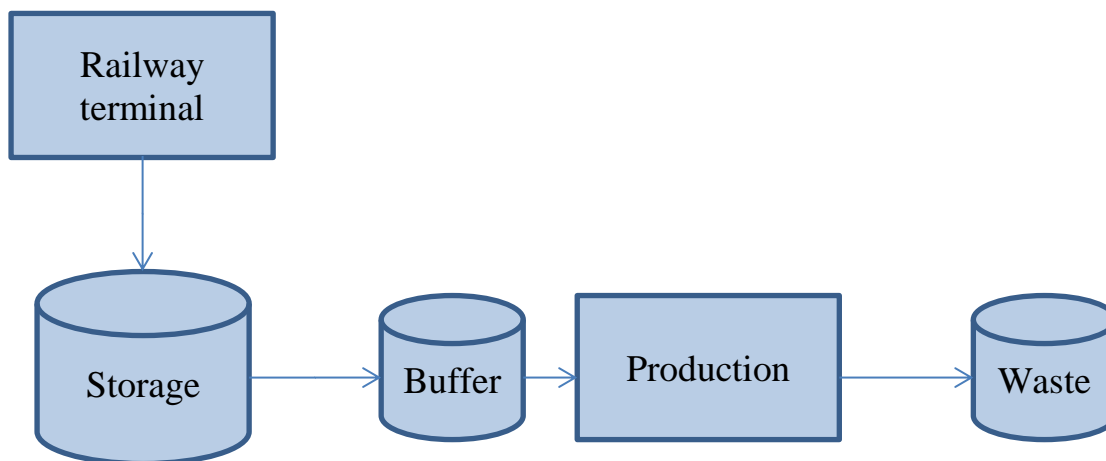 Railway
terminal
Storage
Buffer
Production
Waste